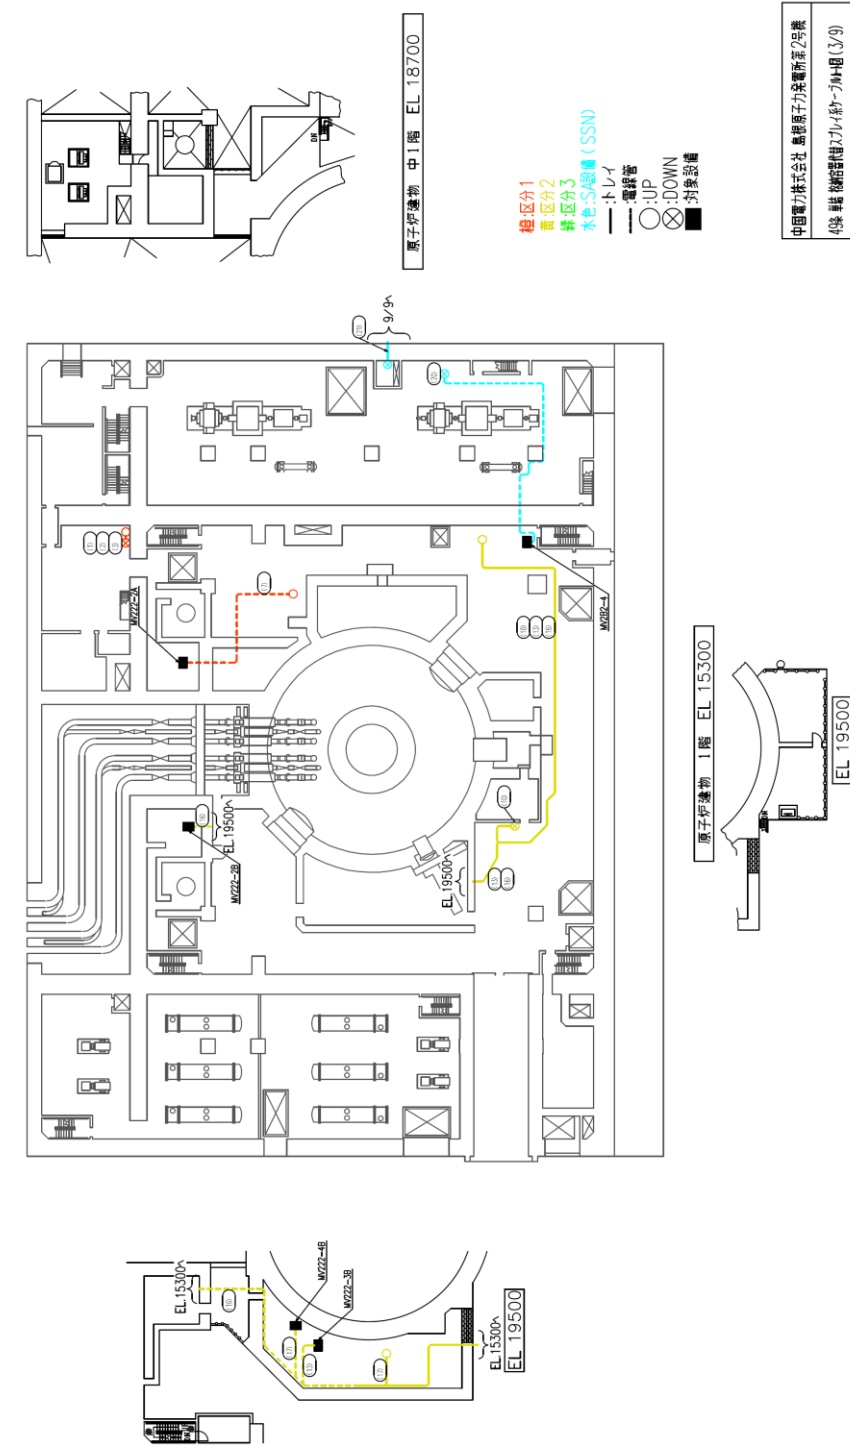 中国電力株式会社 島根原子力発電所第2号機
原子炉建物 中1階 EL 18700
橙:区分1
黄:区分2
緑:区分3
水色:SA設備(SSN)
:トレイ
:電線管
:UP
:DOWN
:対象設備
9/9へ
MV222-2A
MV222-2B
EL.19500へ
EL.19500へ
MV2B2-4
原子炉建物 1階 EL 15300
EL 19500
EL.15300へ
MV222-4B
MV222-3B
EL.15300へ
EL 19500